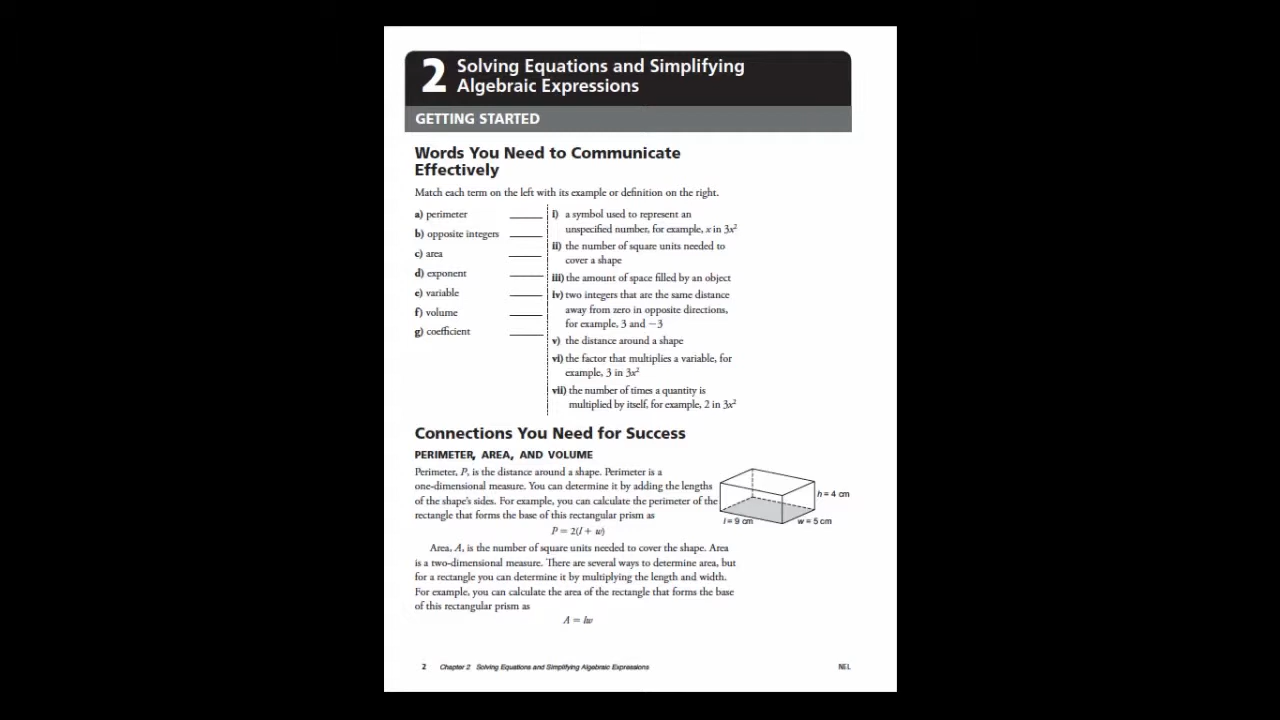 2 Solving Equations and Simplifying
Algebraic Expressions
GETTING STARTED
Words You Need to Communicate
Effectively
Match each term on the left with its example or definition on the right.
a) perimeter
b) opposite integers
c) area
d) exponent
e) variable
f) volume
g) coefficient
i) a symbol used to represent an
unspecified number, for example, x in 3x²
ii) the number of square units needed to
cover a shape
iii) the amount of space filled by an object
iv) two integers that are the same distance
away from zero in opposite directions,
for example, 3 and −3
v) the distance around a shape
vi) the factor that multiplies a variable, for
example, 3 in 3x²
vii) the number of times a quantity is
multiplied by itself, for example, 2 in 3x²
Connections You Need for Success
PERIMETER, AREA, AND VOLUME
Perimeter, P, is the distance around a shape. Perimeter is a
one-dimensional measure. You can determine it by adding the lengths
of the shape's sides. For example, you can calculate the perimeter of the
rectangle that forms the base of this rectangular prism as
P = 2(l + w)
h = 4 cm
l = 9 cm
w = 5 cm
Area, A, is the number of square units needed to cover the shape. Area
is a two-dimensional measure. There are several ways to determine area, but
for a rectangle you can determine it by multiplying the length and width.
For example, you can calculate the area of the rectangle that forms the base
of this rectangular prism as
A = lw
2 Chapter 2 Solving Equations and Simplifying Algebraic Expressions
NEL